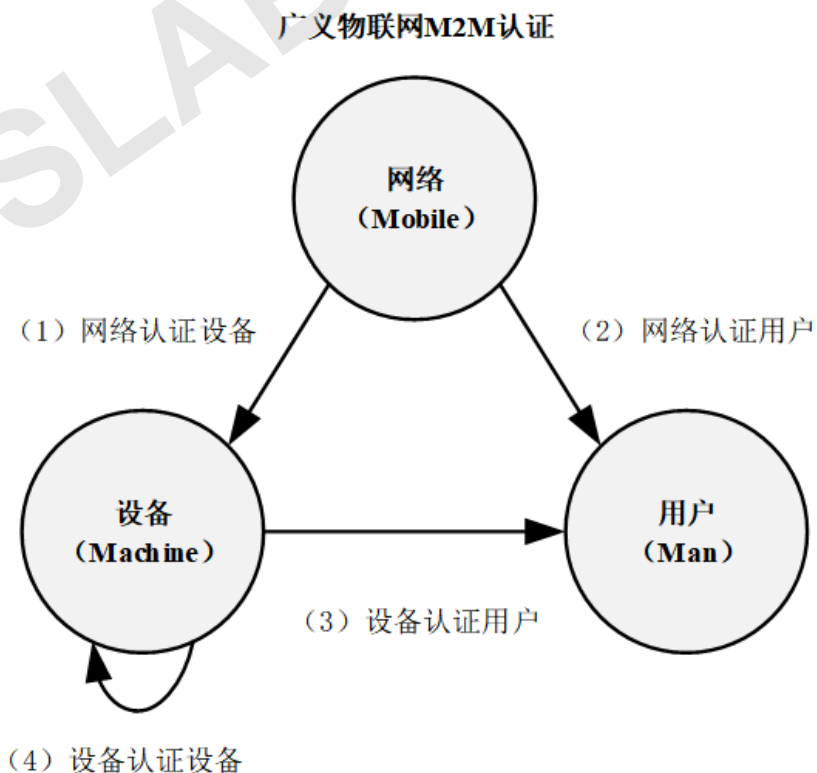 广义物联网M2M认证
SLAB
网络
（Mobile）
（1）网络认证设备
（2）网络认证用户
设备
（Machine）
用户
（Man）
（3）设备认证用户
（4）设备认证设备